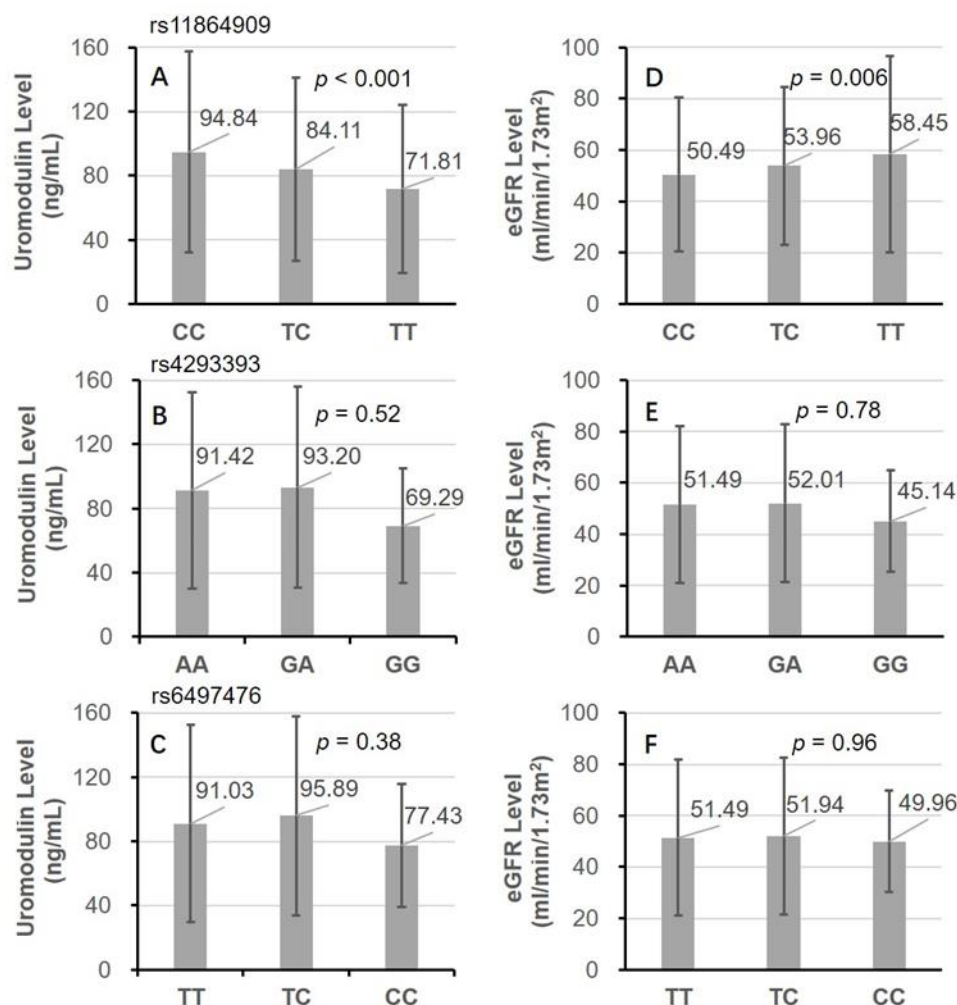 rs11864909
A
p < 0.001
Uromodulin Level
(ng/mL)
160
120
80
40
0
94.84
84.11
71.81
CC
TC
TT
D
p = 0.006
eGFR Level
(ml/min/1.73m²)
100
80
60
40
20
0
50.49
53.96
58.45
CC
TC
TT
rs4293393
B
p = 0.52
Uromodulin Level
(ng/mL)
160
120
80
40
0
91.42
93.20
69.29
AA
GA
GG
E
p = 0.78
eGFR Level
(ml/min/1.73m²)
100
80
60
40
20
0
51.49
52.01
45.14
AA
GA
GG
rs6497476
C
p = 0.38
Uromodulin Level
(ng/mL)
160
120
80
40
0
91.03
95.89
77.43
TT
TC
CC
F
p = 0.96
eGFR Level
(ml/min/1.73m²)
100
80
60
40
20
0
51.49
51.94
49.96
TT
TC
CC